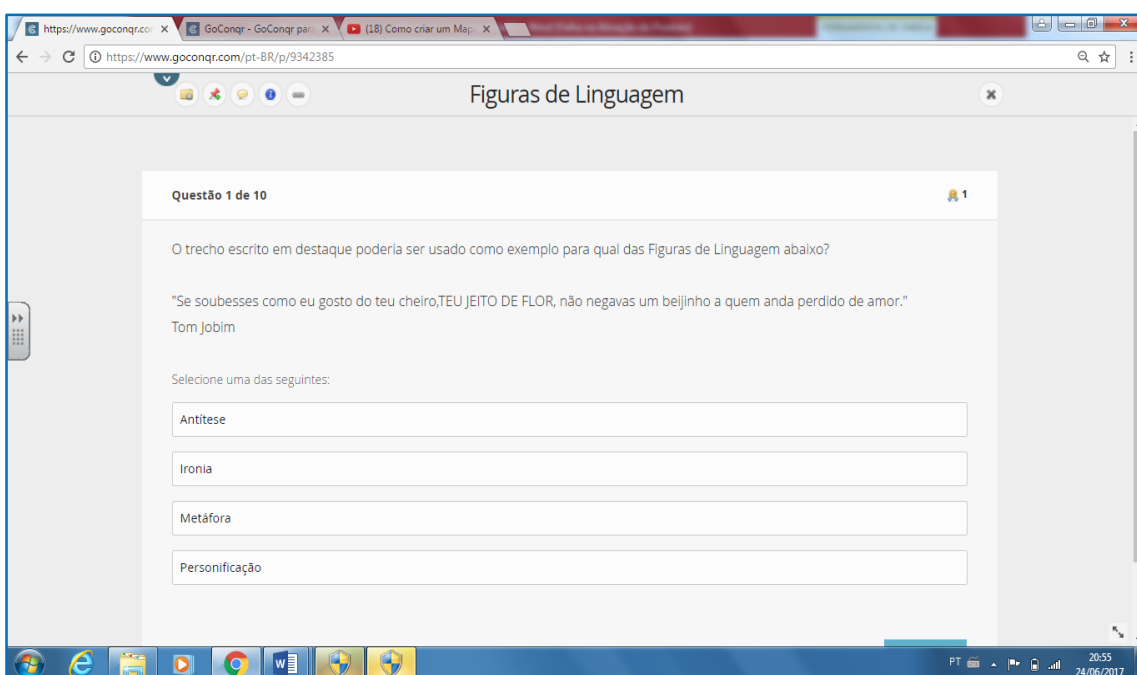 https://www.goconqr.co
GoConqr - GoConqr para
(18) Como criar um Map
https://www.goconqr.com/pt-BR/p/9342385
Figuras de Linguagem
Questão 1 de 10
1
O trecho escrito em destaque poderia ser usado como exemplo para qual das Figuras de Linguagem abaixo?
"Se soubesses como eu gosto do teu cheiro,TEU JEITO DE FLOR, não negavas um beijinho a quem anda perdido de amor."
Tom Jobim
Selecione uma das seguintes:
Antítese
Ironia
Metáfora
Personificação
PT
20:55
24/06/2017